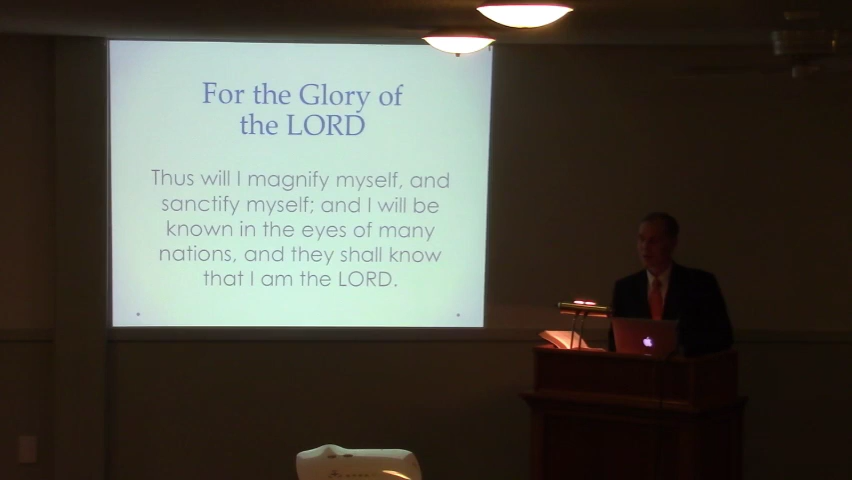 For the Glory of
the LORD
Thus will I magnify myself, and
sanctify myself; and I will be
known in the eyes of many
nations, and they shall know
that I am the LORD.